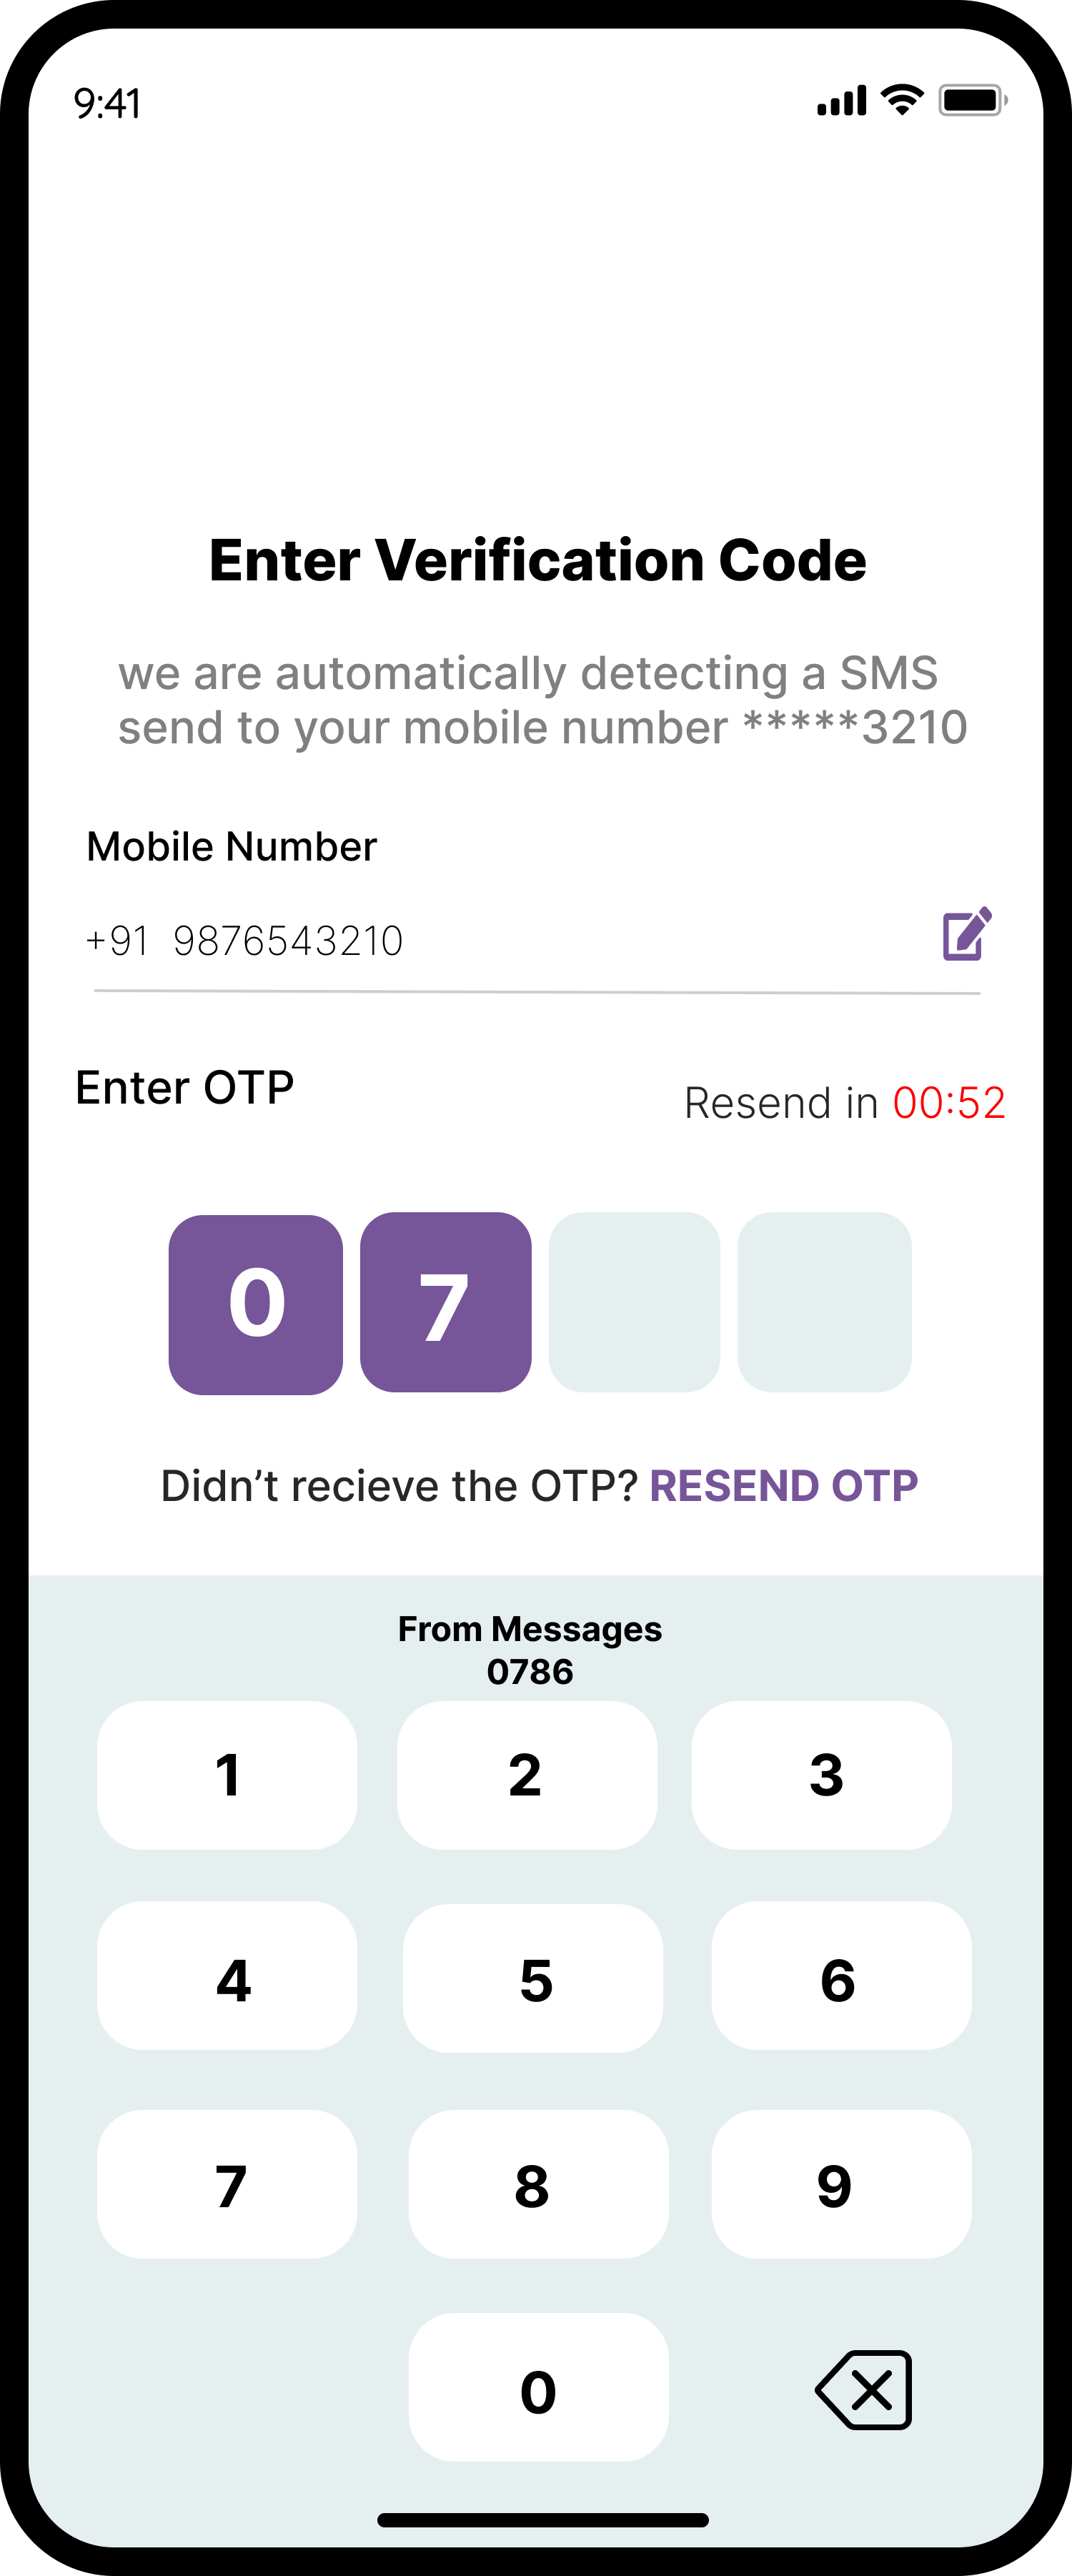 9:41
Enter Verification Code
we are automatically detecting a SMS
send to your mobile number *****3210
Mobile Number
+91 9876543210
Enter OTP
Resend in 00:52
0 7
Didn’t recieve the OTP? RESEND OTP
From Messages
0786
1 2 3
4 5 6
7 8 9
0